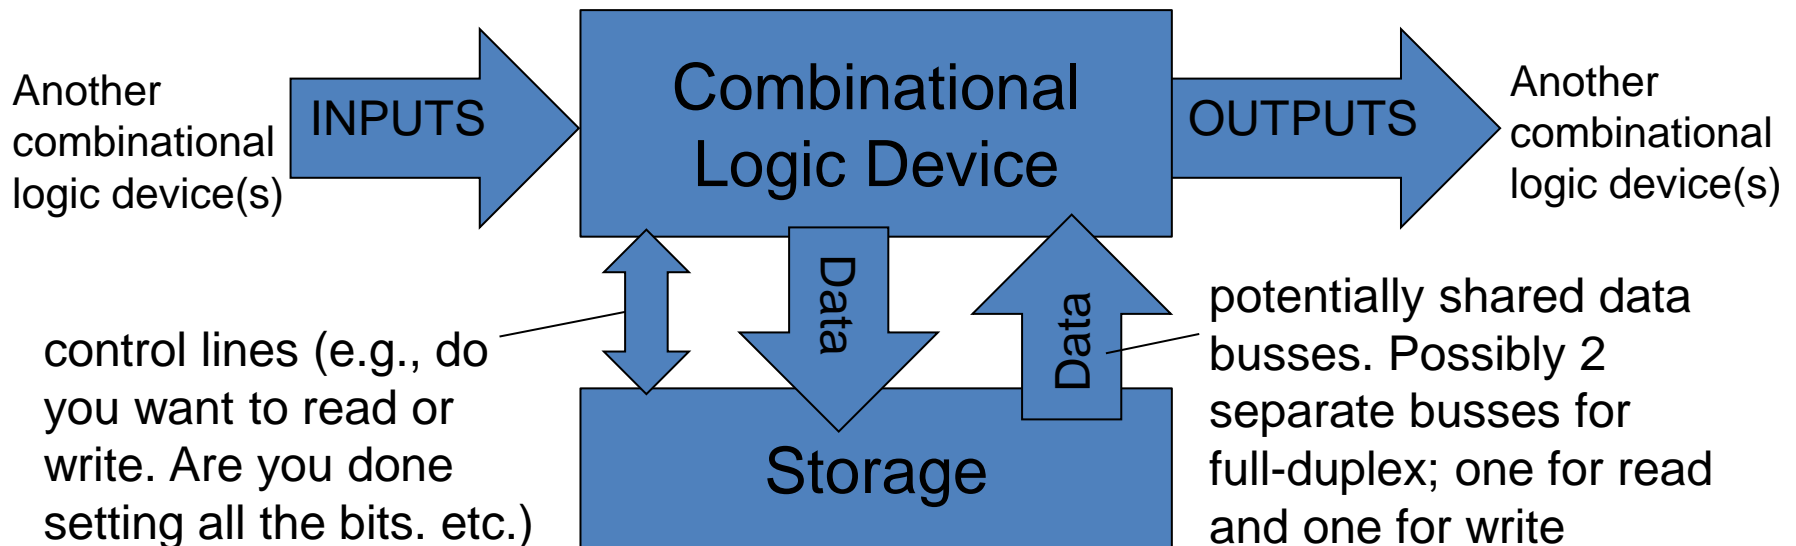 Another
combinational
logic device(s)
INPUTS
Combinational
Logic Device
OUTPUTS
Another
combinational
logic device(s)
control lines (e.g., do
you want to read or
write. Are you done
setting all the bits. etc.)
Data
Data
potentially shared data
busses. Possibly 2
separate busses for
full-duplex; one for read
and one for write
Storage